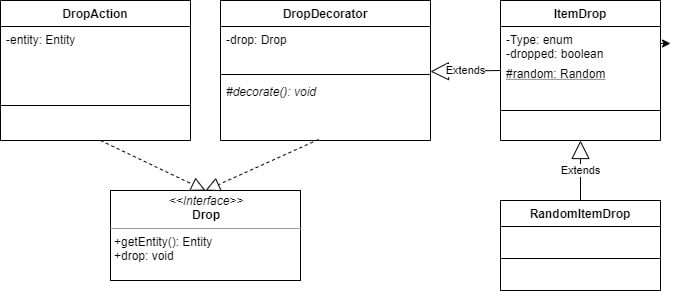 DropAction
-entity: Entity
DropDecorator
-drop: Drop
#decorate(): void
ItemDrop
-Type: enum
-dropped: boolean
#random: Random
Extends
Extends
<<Interface>>
Drop
+getEntity(): Entity
+drop: void
RandomItemDrop